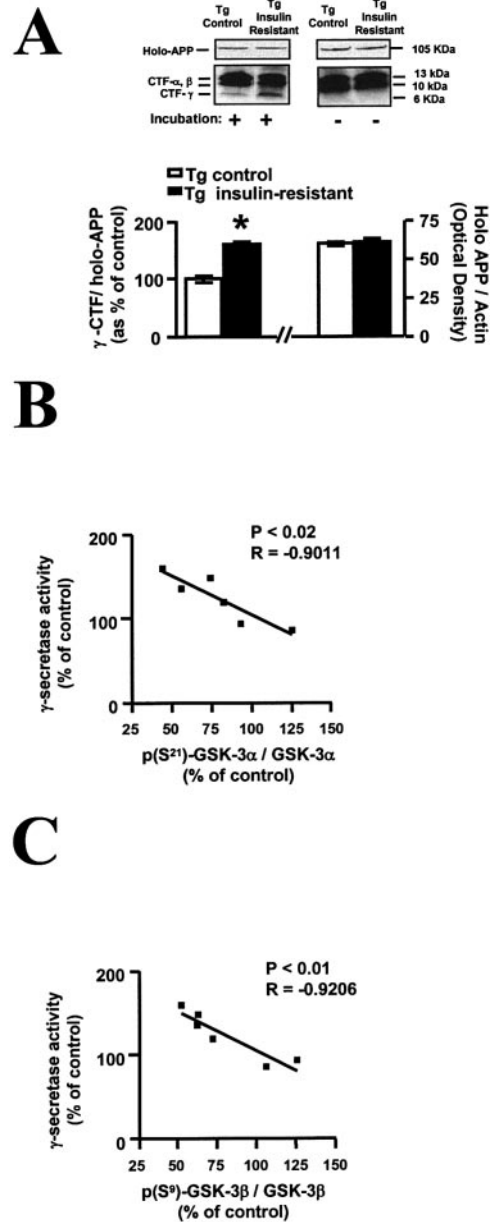 A
Tg Control
Tg Insulin Resistant
Tg Control
Tg Insulin Resistant
Holo-APP
105 KDa
CTF-α, β
CTF-γ
13 kDa
10 kDa
6 KDa
Incubation: + + - -
Tg control
Tg insulin-resistant
γ-CTF/ holo-APP
(as % of control)
200
100
0
*
//
75
50
25
0
Holo APP / Actin
(Optical Density)
B
P < 0.02
R = -0.9011
γ-secretase activity
(% of control)
200
100
0
25 50 75 100 125 150
p(S²¹)-GSK-3α / GSK-3α
(% of control)
C
P < 0.01
R = -0.9206
γ-secretase activity
(% of control)
200
100
0
25 50 75 100 125 150
p(S⁹)-GSK-3β / GSK-3β
(% of control)